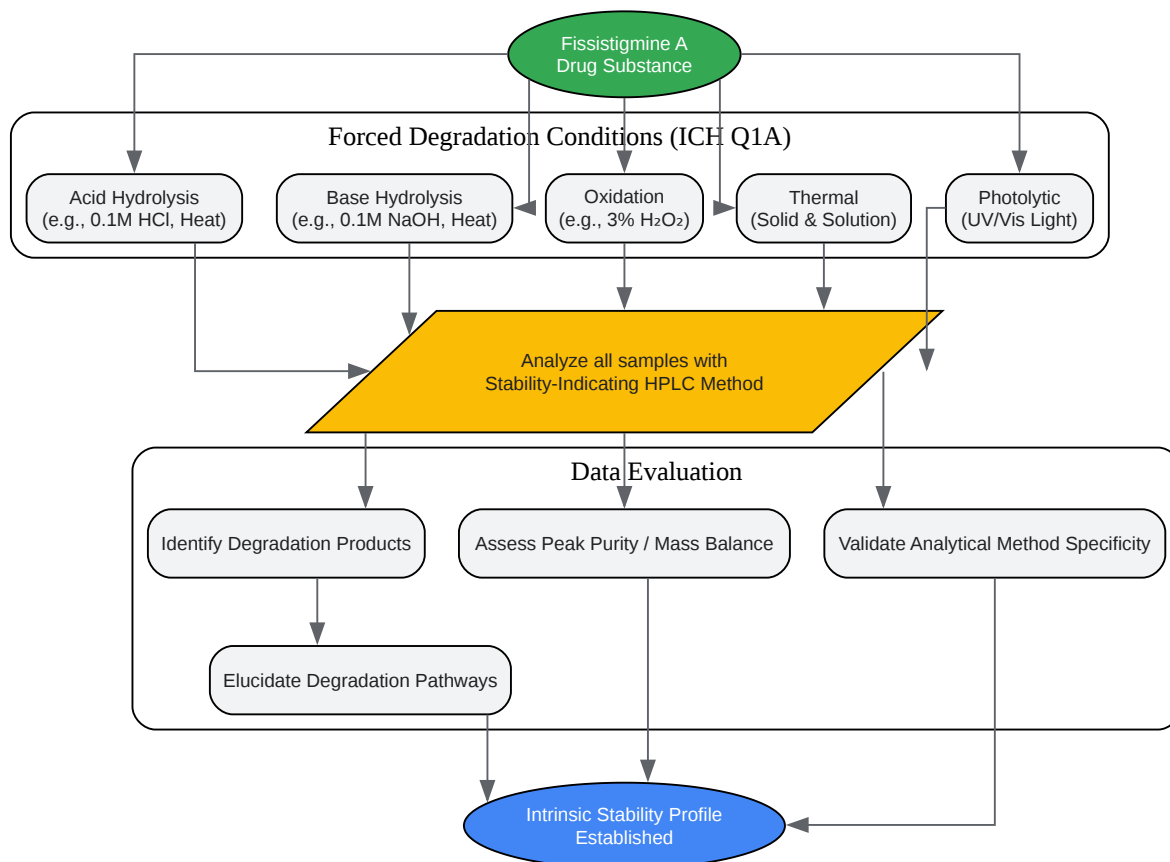 Fissistigmine A
Drug Substance
Forced Degradation Conditions (ICH Q1A)
Acid Hydrolysis
(e.g., 0.1M HCl, Heat)
Base Hydrolysis
(e.g., 0.1M NaOH, Heat)
Oxidation
(e.g., 3% H₂O₂)
Thermal
(Solid & Solution)
Photolytic
(UV/Vis Light)
Analyze all samples with
Stability-Indicating HPLC Method
Data Evaluation
Identify Degradation Products
Assess Peak Purity / Mass Balance
Validate Analytical Method Specificity
Elucidate Degradation Pathways
Intrinsic Stability Profile
Established